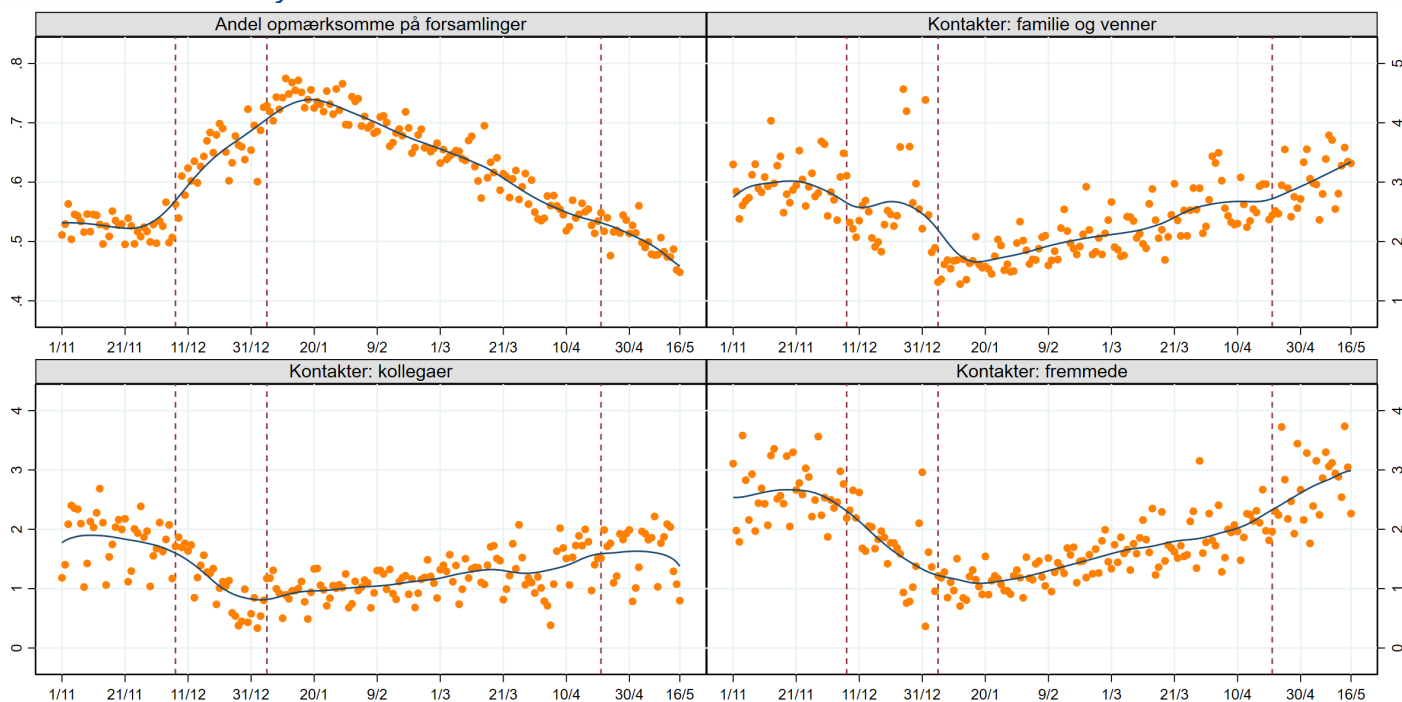 Andel opmærksomme på forsamlinger
Kontakter: familie og venner
.8
.7
.6
.5
.4
5
4
3
2
1
1/11 21/11 11/12 31/12 20/1 9/2 1/3 21/3 10/4 30/4 16/5
1/11 21/11 11/12 31/12 20/1 9/2 1/3 21/3 10/4 30/4 16/5
Kontakter: kollegaer
Kontakter: fremmede
4
3
2
1
0
4
3
2
1
0
1/11 21/11 11/12 31/12 20/1 9/2 1/3 21/3 10/4 30/4 16/5
1/11 21/11 11/12 31/12 20/1 9/2 1/3 21/3 10/4 30/4 16/5